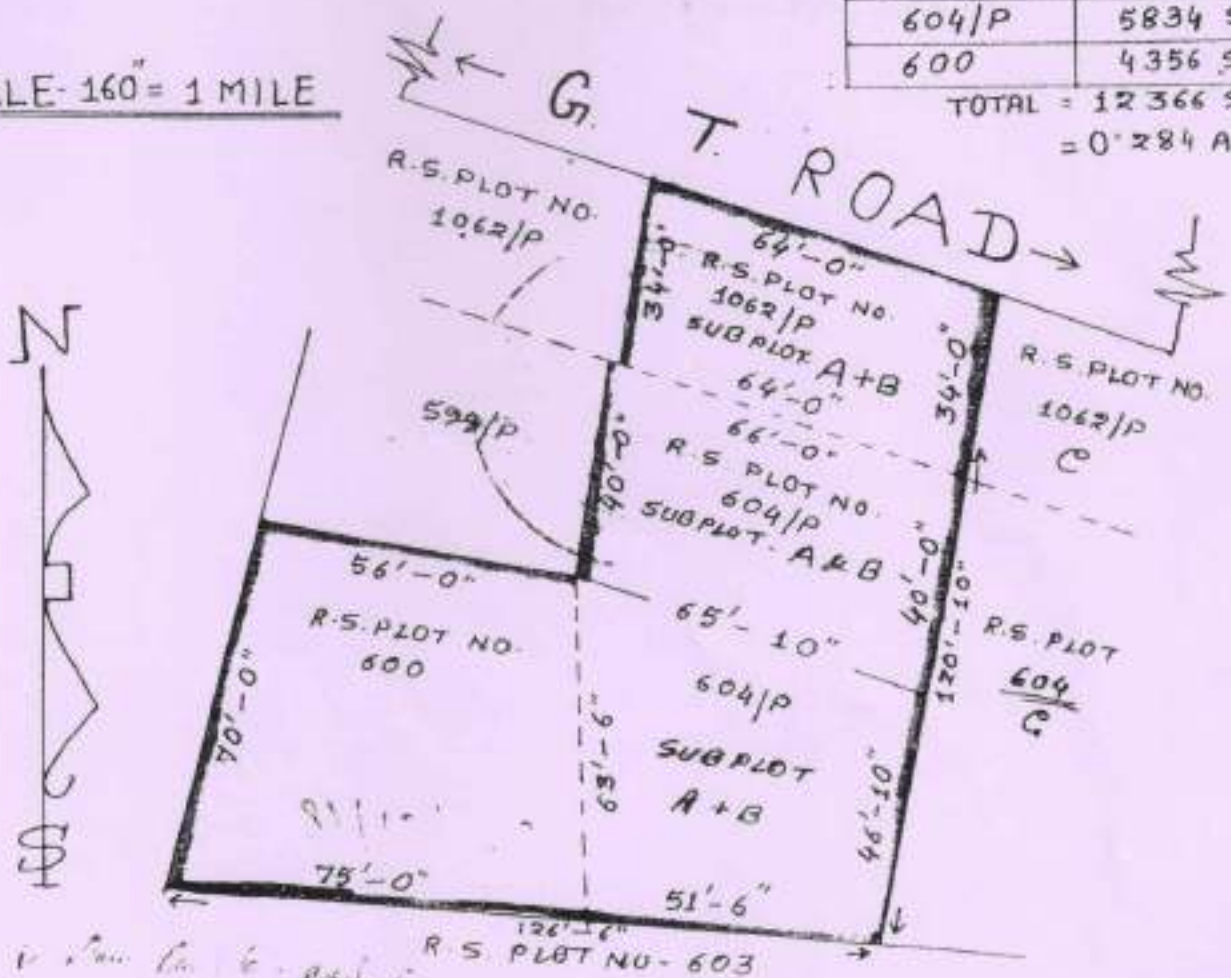 604/P 5834
600 4356
TOTAL = 12366
= 0.284 A
LE-160" = 1 MILE
G. T. ROAD
R.S. PLOT NO.
1062/P
64'-0"
34'-0"
R.S. PLOT NO.
1062/P
SUB PLOT A+B
34'-0"
64'-0"
R.S. PLOT NO.
1062/P
C
N
66'-0"
R.S PLOT NO.
604/P
SUBPLOT. A & B
40'-0"
40'-0"
120'-10"
56'-0"
R.S. PLOT NO.
600
70'-0"
65'-10"
604/P
SUB PLOT
A + B
63'-6"
46'-10"
R.S. PLOT
604
C
S
75'-0"
51'-6"
126'-6"
R.S. PLOT NO-603